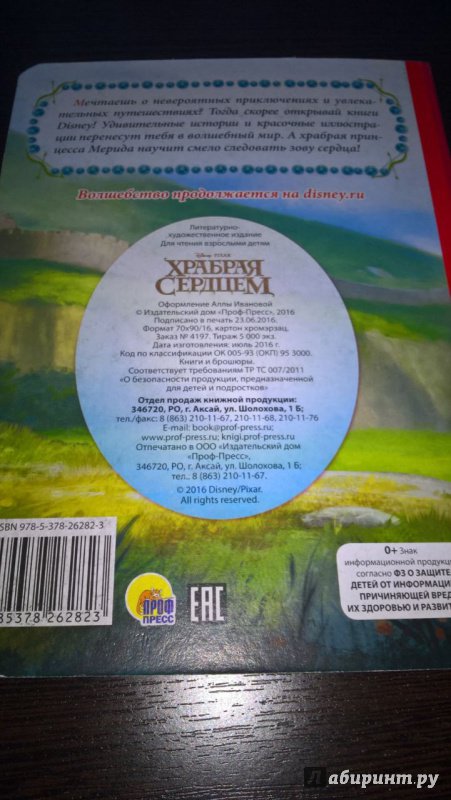 Мечтаешь о невероятных приключениях и увлека-
тельных путешествиях? Тогда скорее открывай книги
Disney! Удивительные истории и красочные иллюстра-
ции перенесут тебя в волшебный мир. А храбрая прин-
цесса Мерида научит смело следовать зову сердца!
Волшебство продолжается на disney.ru
Литературно-
художественное издание
Для чтения взрослыми детям
Disney · PIXAR
ХРАБРАЯ
СЕРДЦЕМ
Оформление Аллы Ивановой
© Издательский дом «Проф-Пресс», 2016
Подписано в печать 23.06.2016.
Формат 70х90/16, картон хромэрзац.
Заказ № 4197. Тираж 5 000 экз.
Дата изготовления: июль 2016 г.
Код по классификации ОК 005-93 (ОКП) 95 3000.
Книги и брошюры.
Соответствует требованиям ТР ТС 007/2011
«О безопасности продукции, предназначенной
для детей и подростков»
Отдел продаж книжной продукции:
346720, РО, г. Аксай, ул. Шолохова, 1 Б;
тел./факс: 8 (863) 210-11-67, 210-11-68, 210-11-76
E-mail: book@prof-press.ru;
www.prof-press.ru; knigi.prof-press.ru
Отпечатано в ООО «Издательский дом
«Проф-Пресс»,
346720, РО, г. Аксай, ул. Шолохова, 1 Б;
тел.: 8 (863) 210-11-67.
© 2016 Disney/Pixar.
All rights reserved.
ISBN 978-5-378-26282-3
85378 262823
ПРОФ
ПРЕСС
ЕАС
0+ Знак
информационной продукци
согласно ФЗ О ЗАЩИТЕ
ДЕТЕЙ ОТ ИНФОРМАЦИ
ПРИЧИНЯЮЩЕЙ ВРЕД
ИХ ЗДОРОВЬЮ И РАЗВИТ
Лабиринт.ру